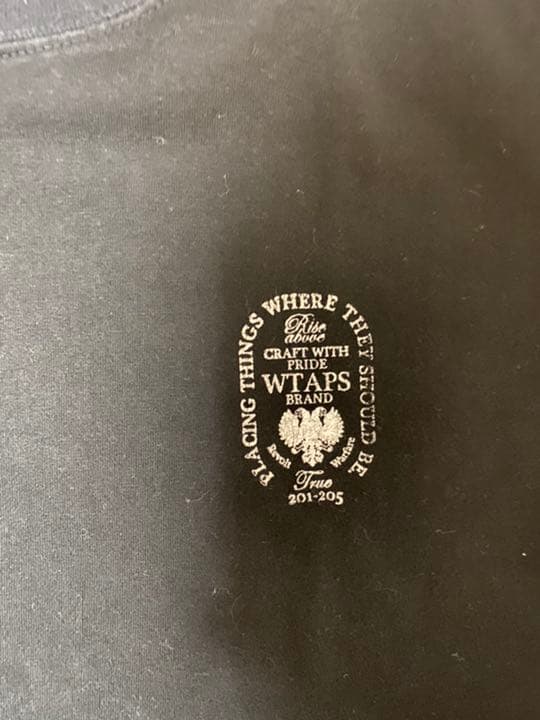 PLACING THINGS WHERE THEY SHOULD BE
Rise
above
CRAFT WITH
PRIDE
WTAPS
BRAND
Revolt Warfare
True
201-205